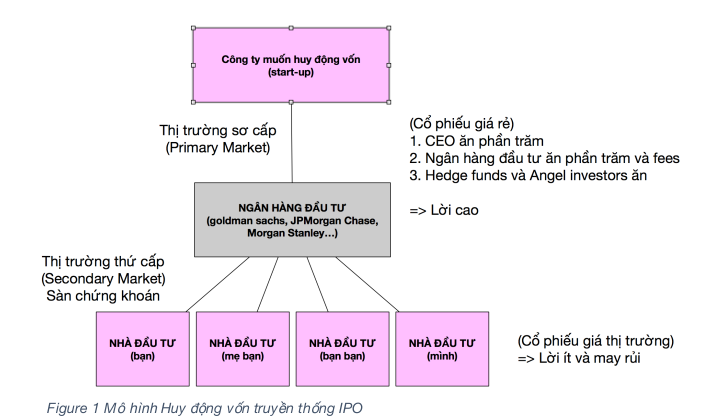 Công ty muốn huy động vốn
(start-up)
Thị trường sơ cấp
(Primary Market)
(Cổ phiếu giá rẻ)
1. CEO ăn phần trăm
2. Ngân hàng đầu tư ăn phần trăm và fees
3. Hedge funds và Angel investors ăn
=> Lời cao
NGÂN HÀNG ĐẦU TƯ
(goldman sachs, JPMorgan Chase,
Morgan Stanley...)
Thị trường thứ cấp
(Secondary Market)
Sàn chứng khoán
NHÀ ĐẦU TƯ
(bạn)
NHÀ ĐẦU TƯ
(mẹ bạn)
NHÀ ĐẦU TƯ
(bạn bạn)
NHÀ ĐẦU TƯ
(mình)
(Cổ phiếu giá thị trường)
=> Lời ít và may rủi
Figure 1 Mô hình Huy động vốn truyền thống IPO